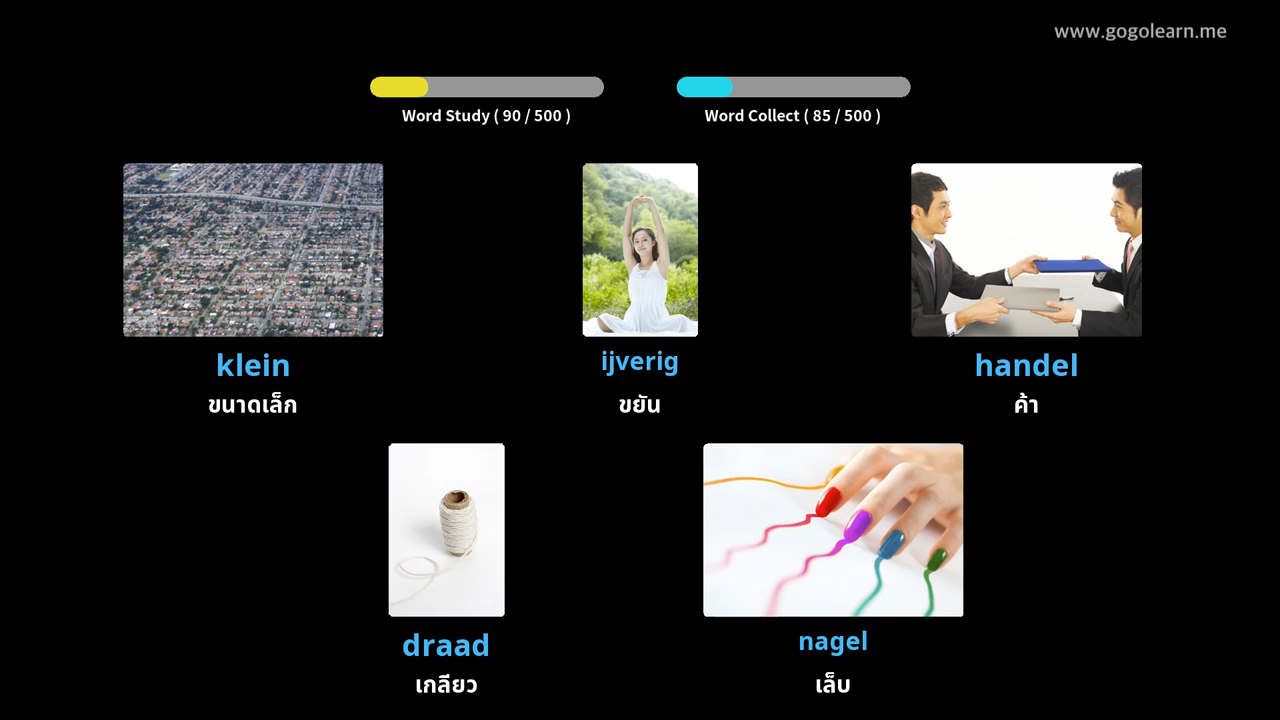 www.gogolearn.me
Word Study ( 90 / 500 )
Word Collect ( 85 / 500 )
klein
ขนาดเล็ก
ijverig
ขยัน
handel
ค้า
draad
เกลียว
nagel
เล็บ